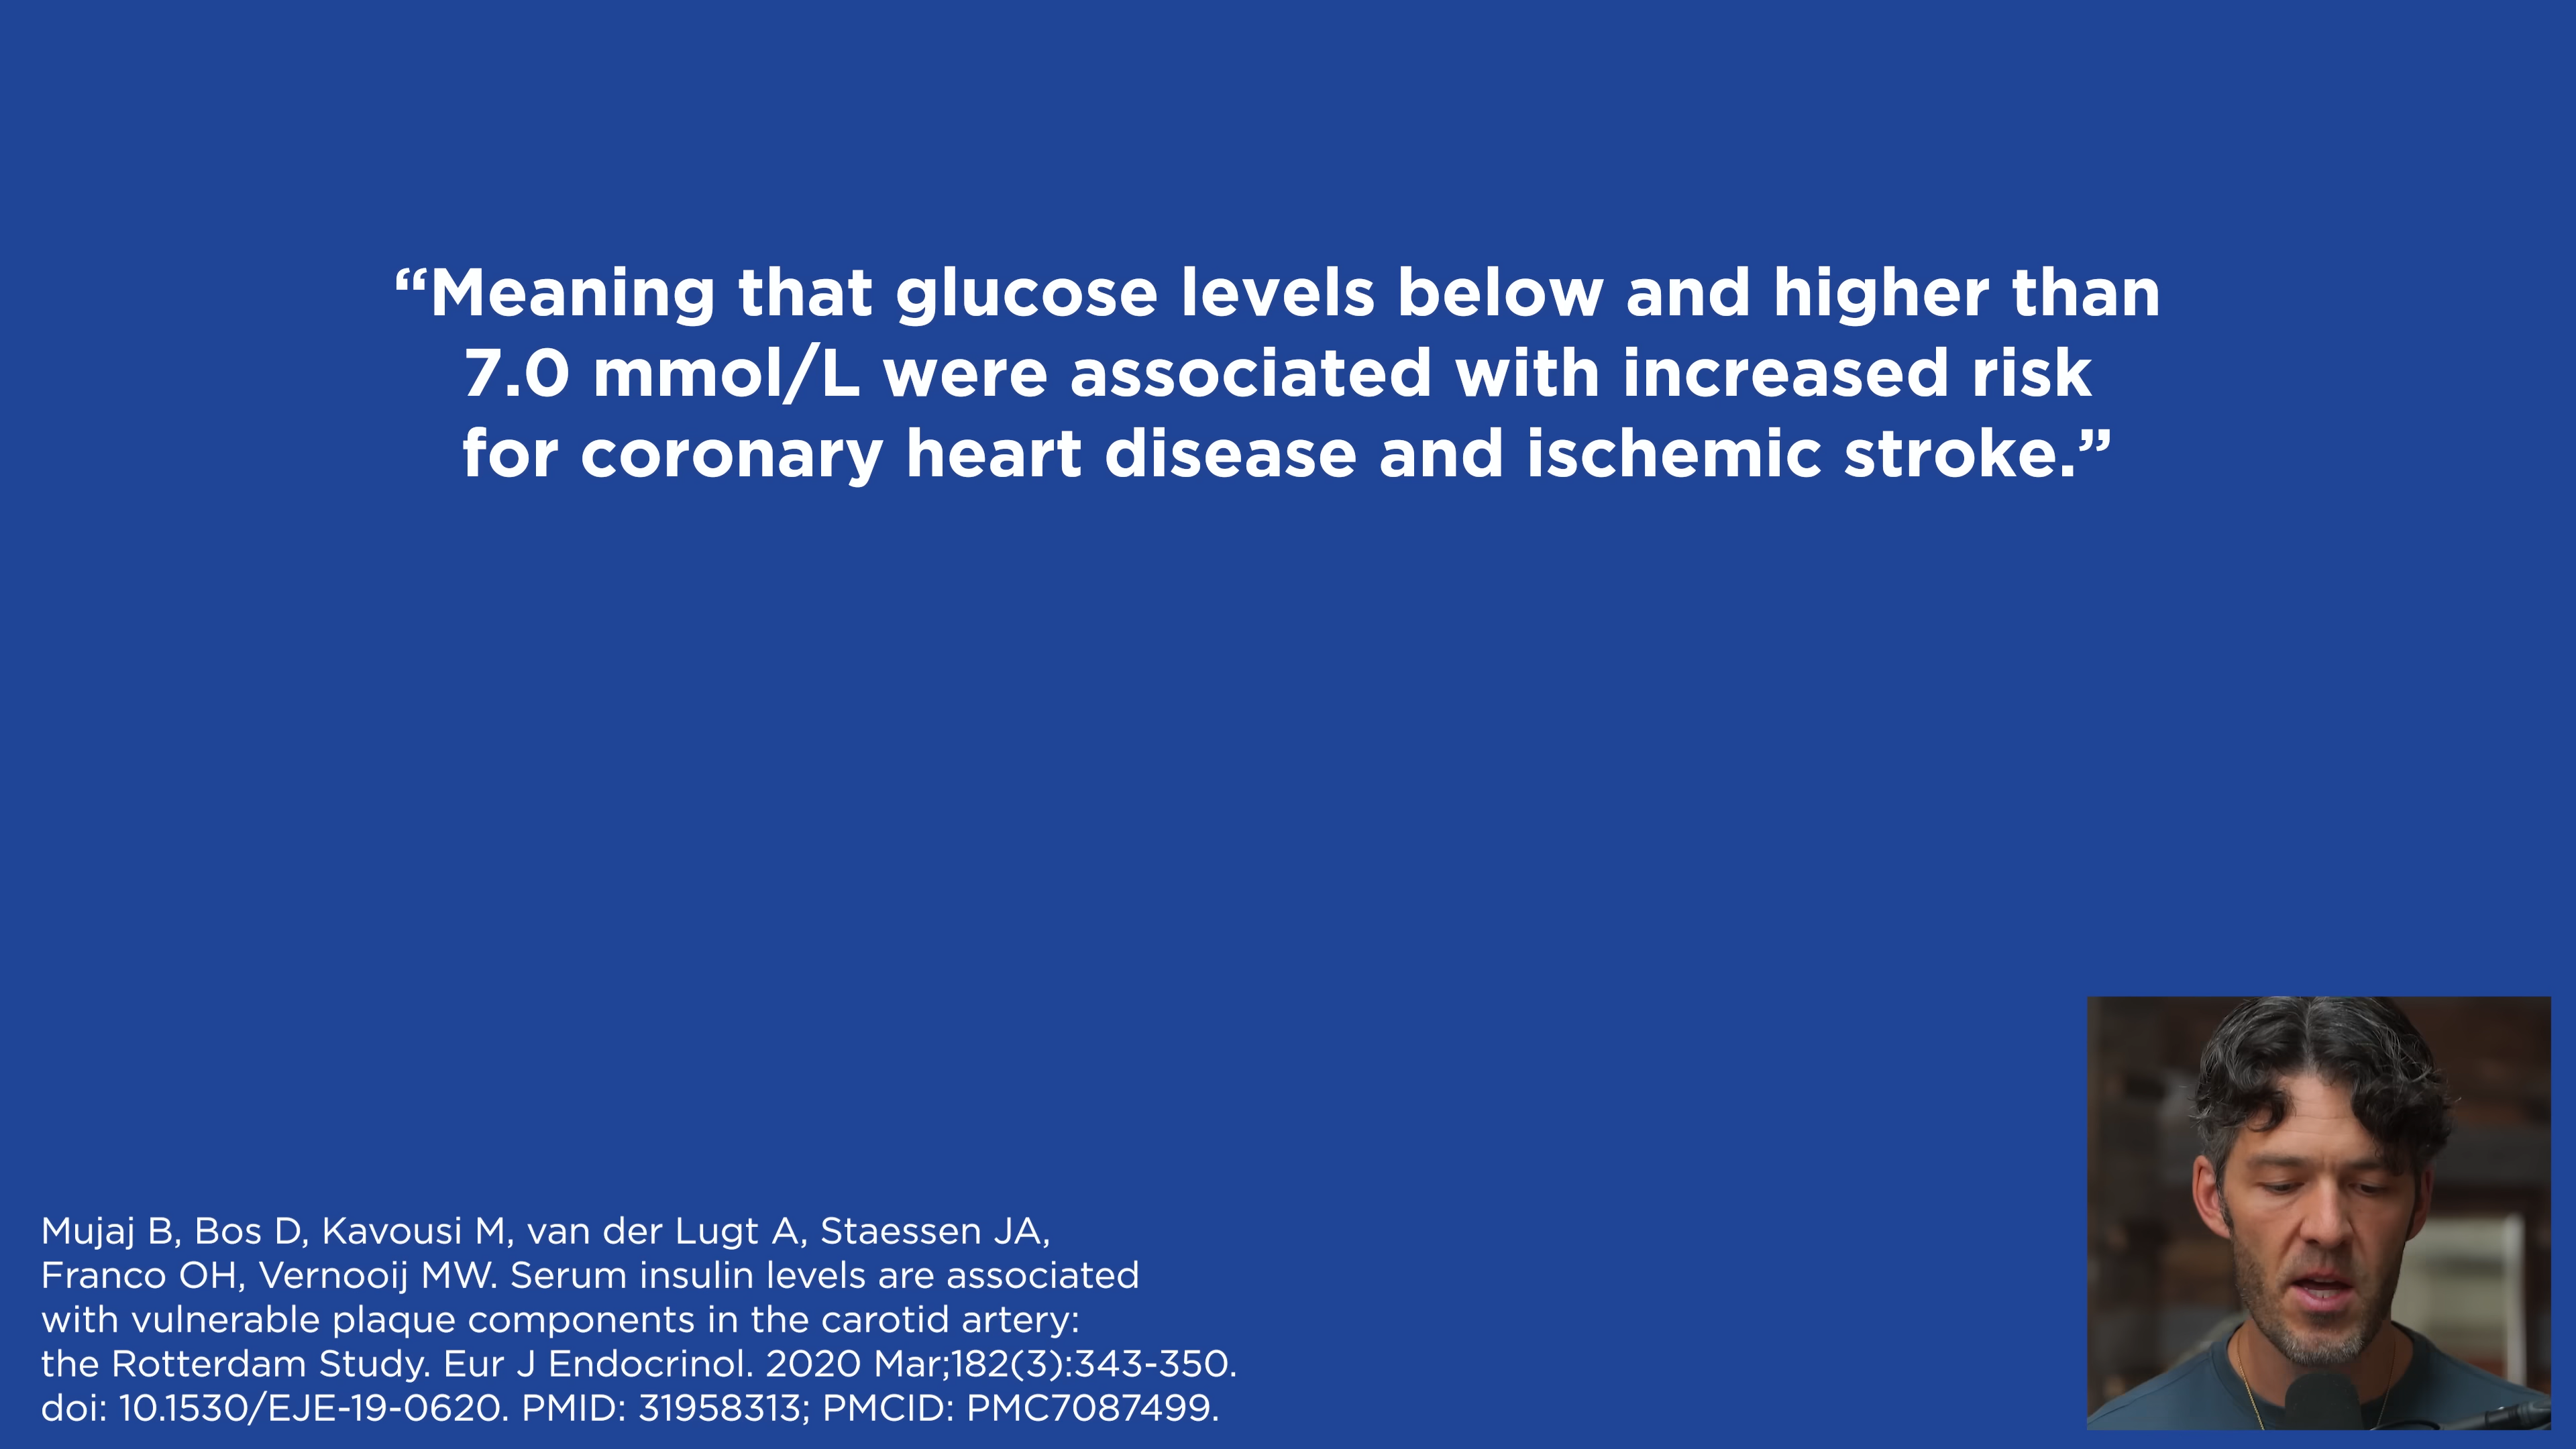 “Meaning that glucose levels below and higher than
7.0 mmol/L were associated with increased risk
for coronary heart disease and ischemic stroke.”
Mujaj B, Bos D, Kavousi M, van der Lugt A, Staessen JA,
Franco OH, Vernooij MW. Serum insulin levels are associated
with vulnerable plaque components in the carotid artery:
the Rotterdam Study. Eur J Endocrinol. 2020 Mar;182(3):343-350.
doi: 10.1530/EJE-19-0620. PMID: 31958313; PMCID: PMC7087499.